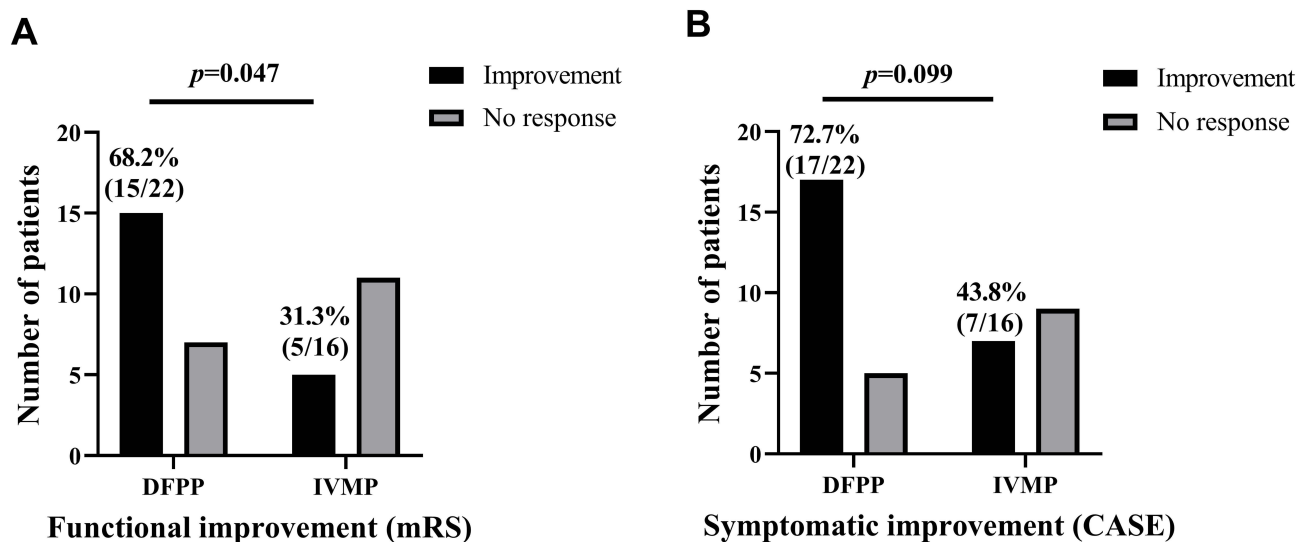 A
p=0.047
Improvement
No response
Number of patients
20
15
10
5
0
68.2%
(15/22)
31.3%
(5/16)
DFPP
IVMP
Functional improvement (mRS)
B
p=0.099
Improvement
No response
Number of patients
20
15
10
5
0
72.7%
(17/22)
43.8%
(7/16)
DFPP
IVMP
Symptomatic improvement (CASE)